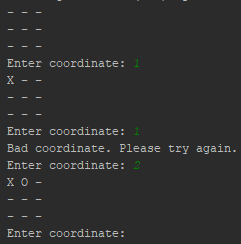 - - -
- - -
- - -
Enter coordinate: 1
X - -
- - -
- - -
Enter coordinate: 1
Bad coordinate. Please try again.
Enter coordinate: 2
X O -
- - -
- - -
Enter coordinate: